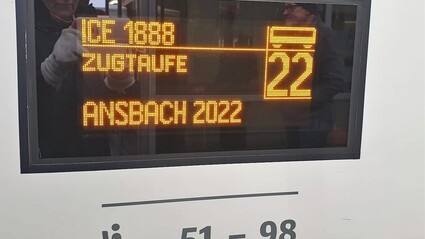 ICE 1888
ZUGTAUFE
22
ANSBACH 2022
51 – 98